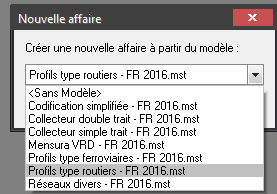 Nouvelle affaire
Créer une nouvelle affaire à partir du modèle :
Profils type routiers - FR 2016.mst
<Sans Modèle>
Codification simplifiée - FR 2016.mst
Collecteur double trait - FR 2016.mst
Collecteur simple trait - FR 2016.mst
Mensura VRD - FR 2016.mst
Profils type ferroviaires - FR 2016.mst
Profils type routiers - FR 2016.mst
Réseaux divers - FR 2016.mst